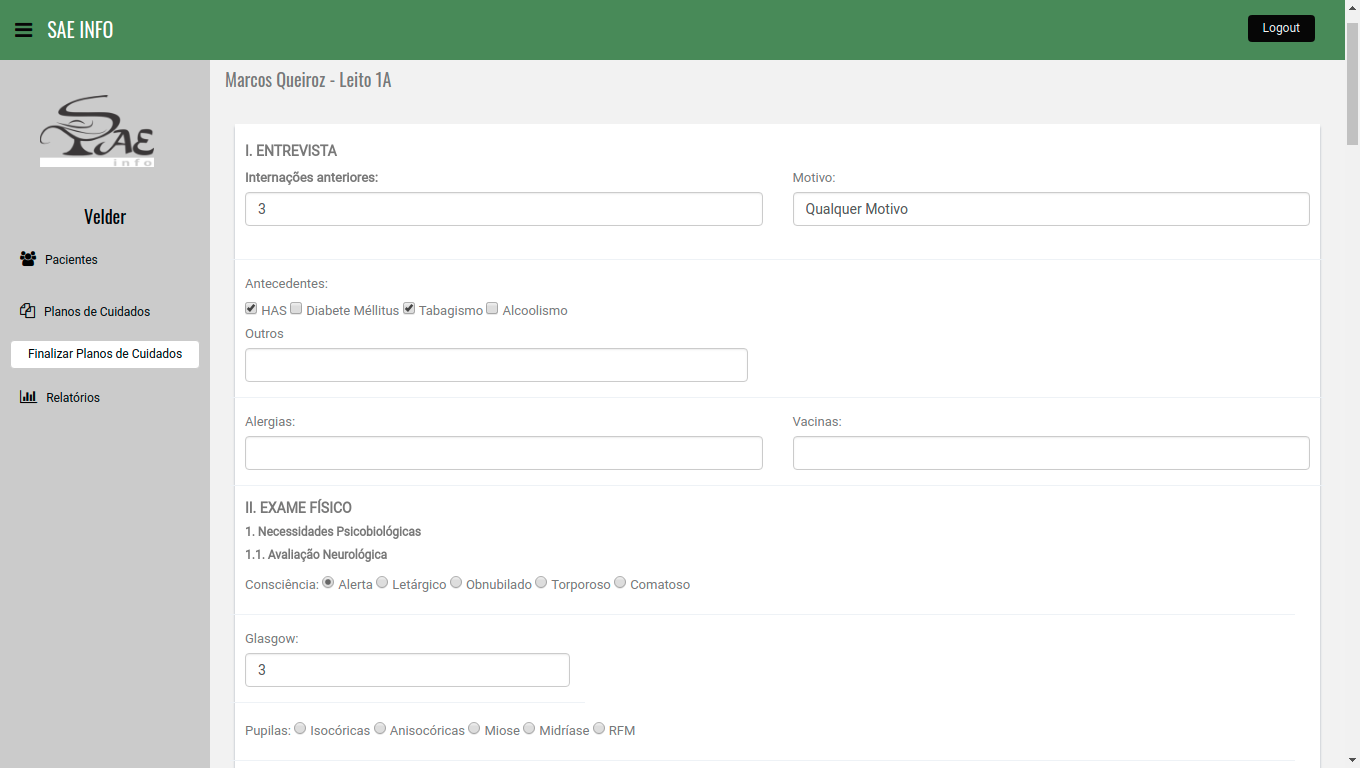 SAE INFO
Logout
SAE
info
Velder
Pacientes
Planos de Cuidados
Finalizar Planos de Cuidados
Relatórios
Marcos Queiroz - Leito 1A
I. ENTREVISTA
Internações anteriores: Motivo:
3 Qualquer Motivo
Antecedentes:
HAS Diabete Méllitus Tabagismo Alcoolismo
Outros
Alergias: Vacinas:
II. EXAME FÍSICO
1. Necessidades Psicobiológicas
1.1. Avaliação Neurológica
Consciência: Alerta Letárgico Obnubilado Torporoso Comatoso
Glasgow:
3
Pupilas: Isocóricas Anisocóricas Miose Midríase RFM